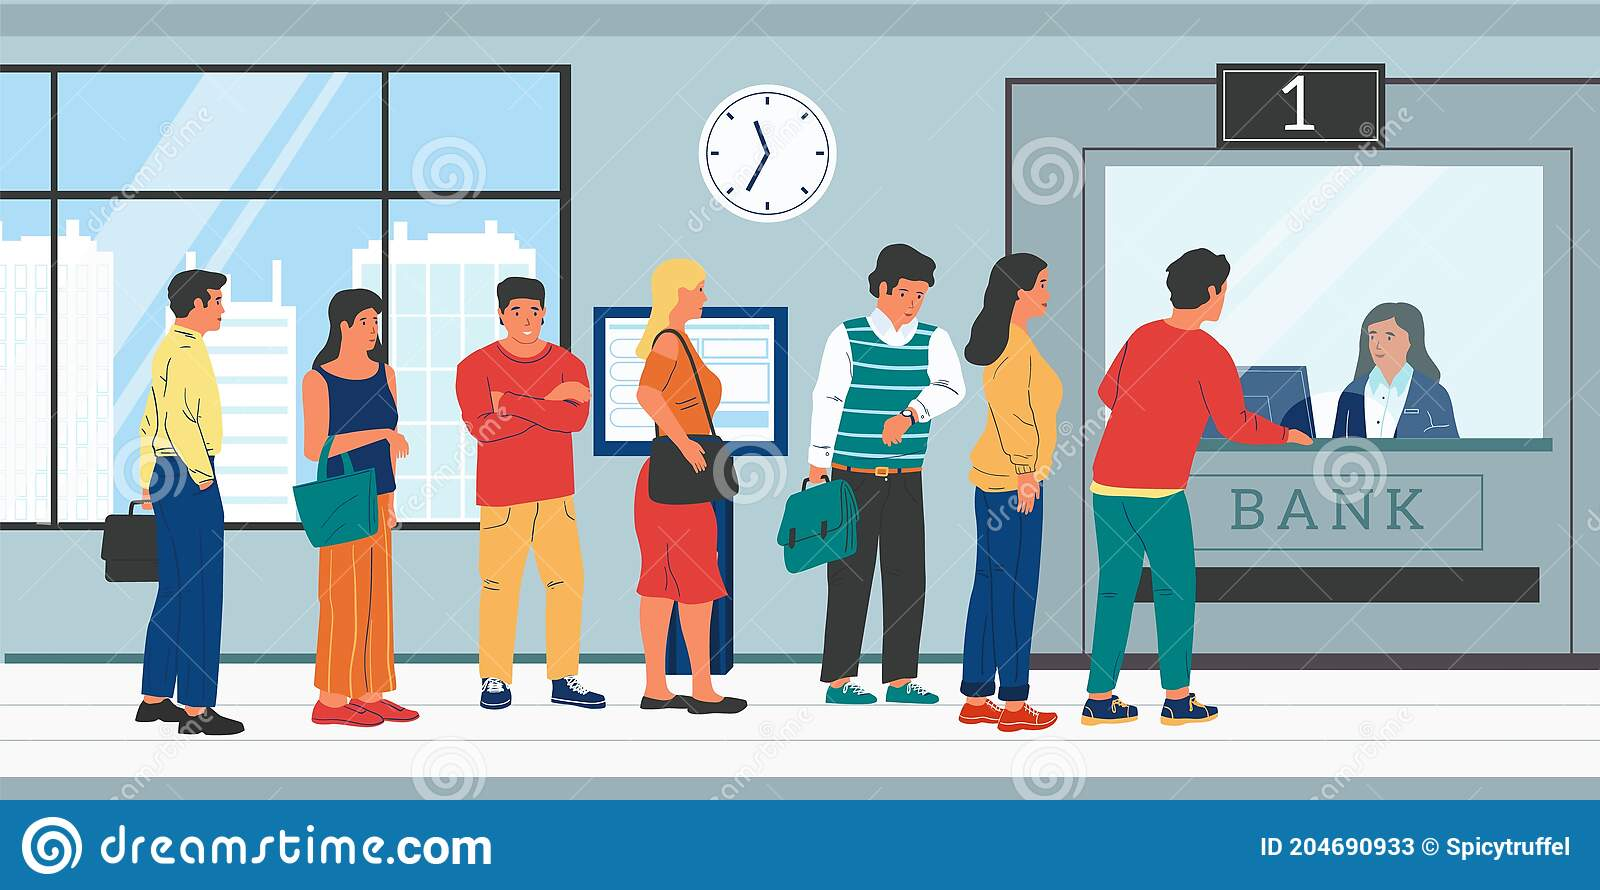 1
BANK
dreamstime.com
ID 204690933 © Spicytruffel